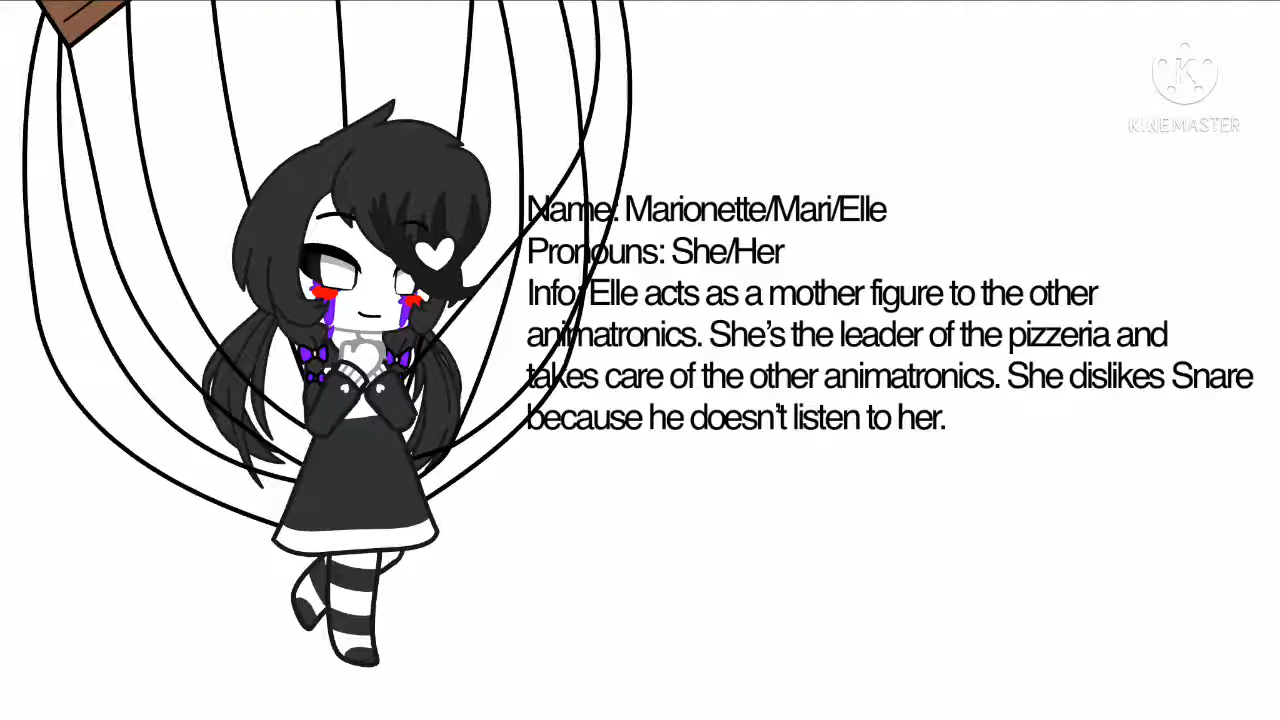 KINEMASTER
Name: Marionette/Mari/Elle
Pronouns: She/Her
Info: Elle acts as a mother figure to the other
animatronics. She’s the leader of the pizzeria and
takes care of the other animatronics. She dislikes Snare
because he doesn’t listen to her.